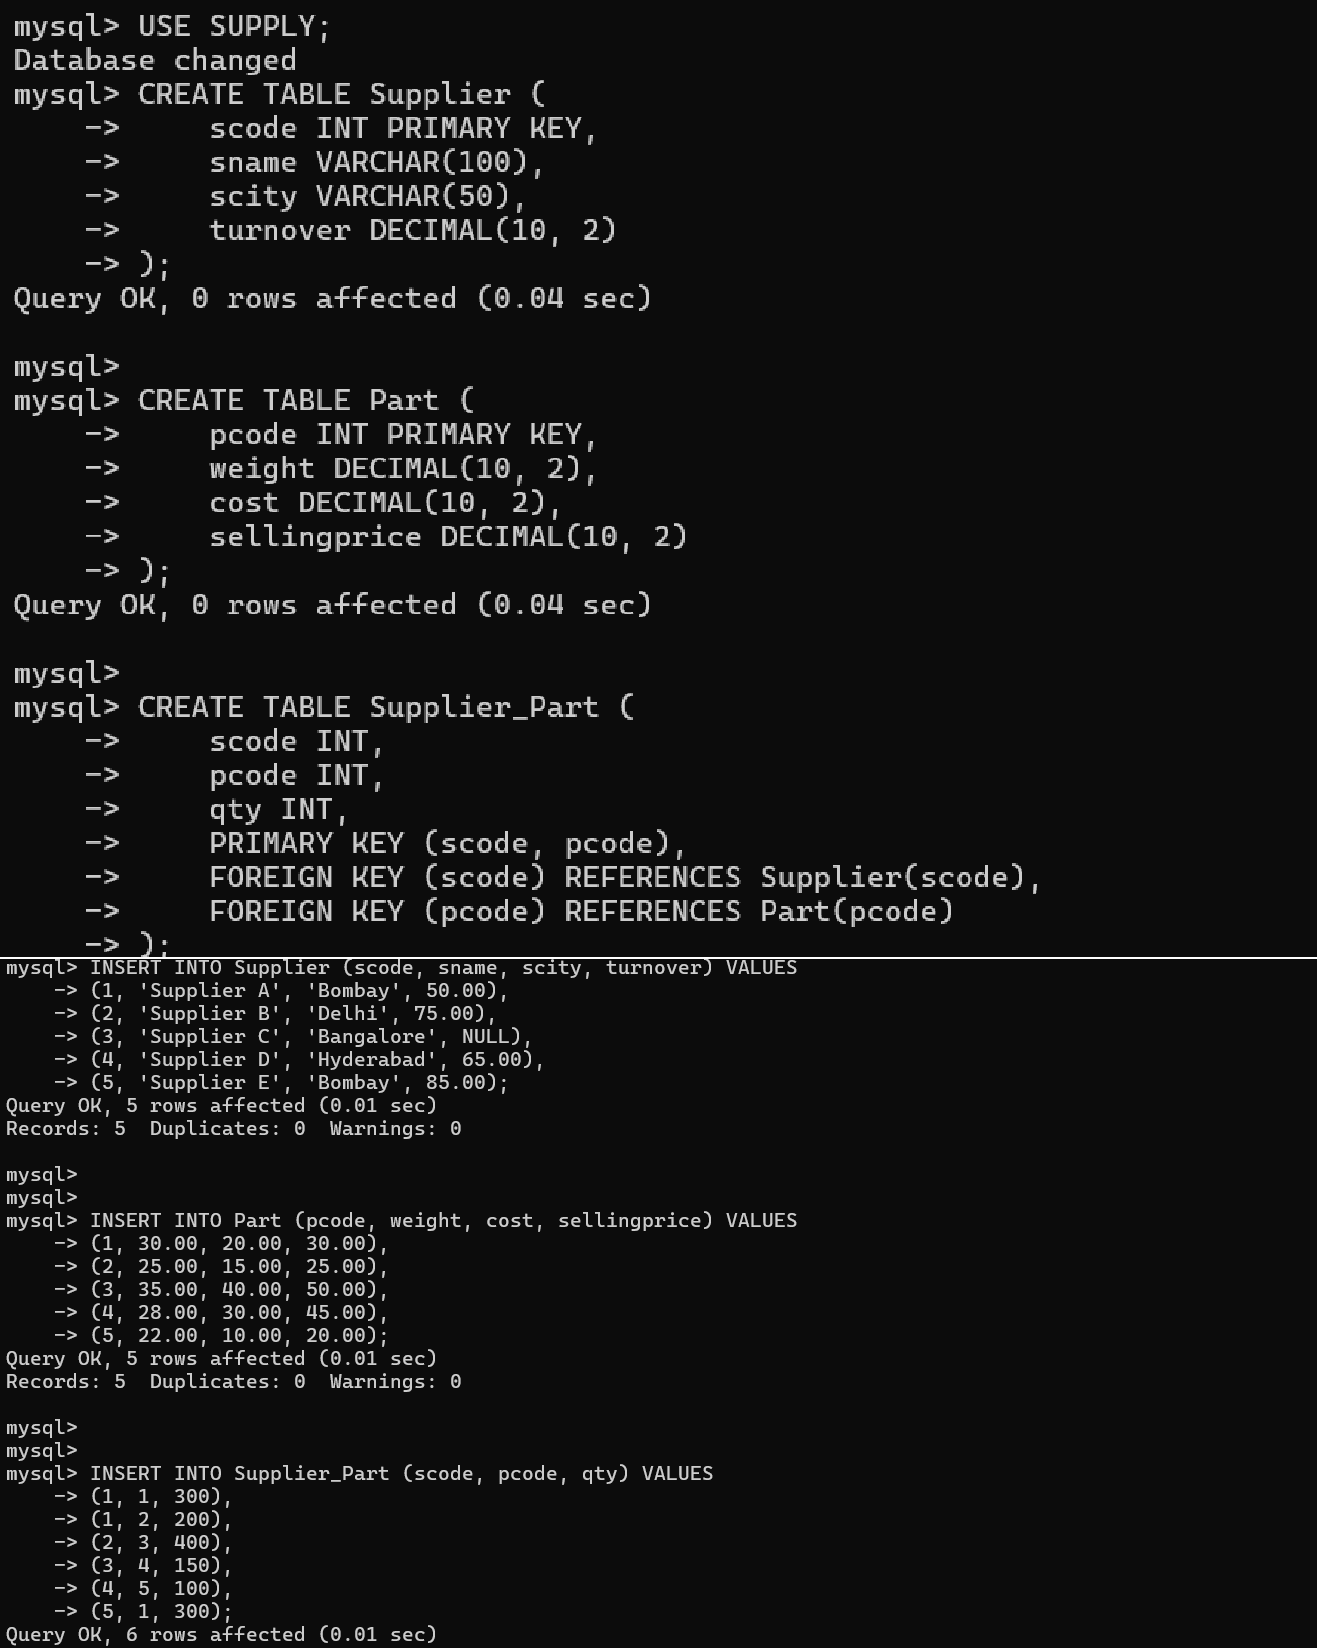 mysql> USE SUPPLY;
Database changed
mysql> CREATE TABLE Supplier (
    ->     scode INT PRIMARY KEY,
    ->     sname VARCHAR(100),
    ->     scity VARCHAR(50),
    ->     turnover DECIMAL(10, 2)
    -> );
Query OK, 0 rows affected (0.04 sec)

mysql>
mysql> CREATE TABLE Part (
    ->     pcode INT PRIMARY KEY,
    ->     weight DECIMAL(10, 2),
    ->     cost DECIMAL(10, 2),
    ->     sellingprice DECIMAL(10, 2)
    -> );
Query OK, 0 rows affected (0.04 sec)

mysql>
mysql> CREATE TABLE Supplier_Part (
    ->     scode INT,
    ->     pcode INT,
    ->     qty INT,
    ->     PRIMARY KEY (scode, pcode),
    ->     FOREIGN KEY (scode) REFERENCES Supplier(scode),
    ->     FOREIGN KEY (pcode) REFERENCES Part(pcode)
    -> );
mysql> INSERT INTO Supplier (scode, sname, scity, turnover) VALUES
    -> (1, 'Supplier A', 'Bombay', 50.00),
    -> (2, 'Supplier B', 'Delhi', 75.00),
    -> (3, 'Supplier C', 'Bangalore', NULL),
    -> (4, 'Supplier D', 'Hyderabad', 65.00),
    -> (5, 'Supplier E', 'Bombay', 85.00);
Query OK, 5 rows affected (0.01 sec)
Records: 5  Duplicates: 0  Warnings: 0

mysql>
mysql>
mysql> INSERT INTO Part (pcode, weight, cost, sellingprice) VALUES
    -> (1, 30.00, 20.00, 30.00),
    -> (2, 25.00, 15.00, 25.00),
    -> (3, 35.00, 40.00, 50.00),
    -> (4, 28.00, 30.00, 45.00),
    -> (5, 22.00, 10.00, 20.00);
Query OK, 5 rows affected (0.01 sec)
Records: 5  Duplicates: 0  Warnings: 0

mysql>
mysql>
mysql> INSERT INTO Supplier_Part (scode, pcode, qty) VALUES
    -> (1, 1, 300),
    -> (1, 2, 200),
    -> (2, 3, 400),
    -> (3, 4, 150),
    -> (4, 5, 100),
    -> (5, 1, 300);
Query OK, 6 rows affected (0.01 sec)